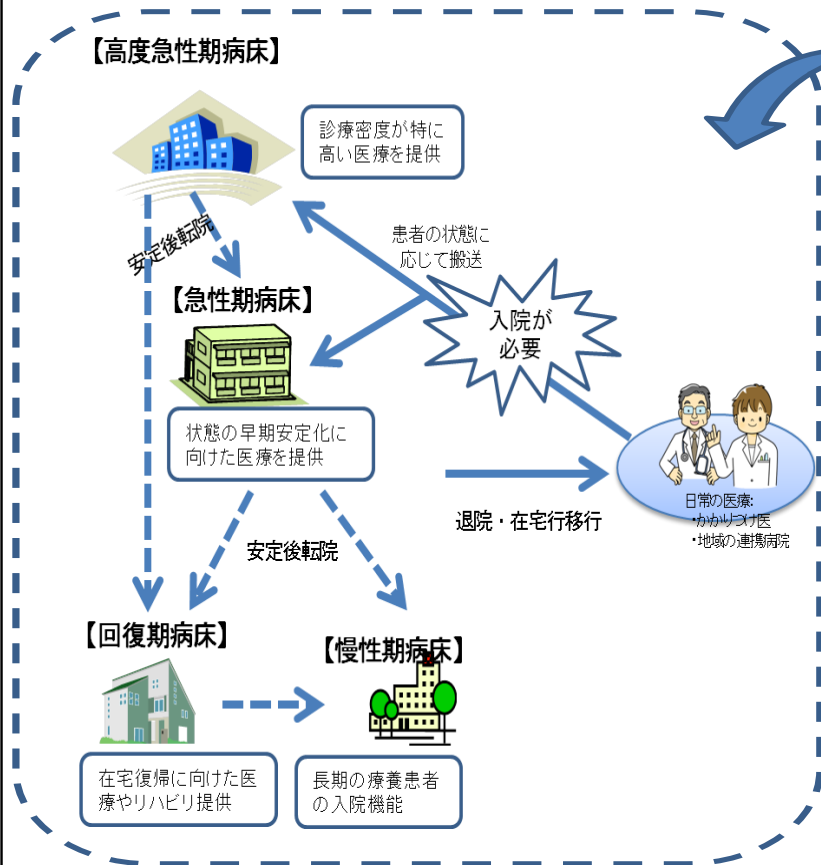 【高度急性期病床】
診療密度が特に
高い医療を提供
安定後転院
患者の状態に
応じて搬送
【急性期病床】
入院が
必要
状態の早期安定化に
向けた医療を提供
日常の医療:
・かかりつけ医
・地域の連携病院
退院・在宅行移行
安定後転院
【回復期病床】
【慢性期病床】
在宅復帰に向けた医
療やリハビリ提供
長期の療養患者
の入院機能